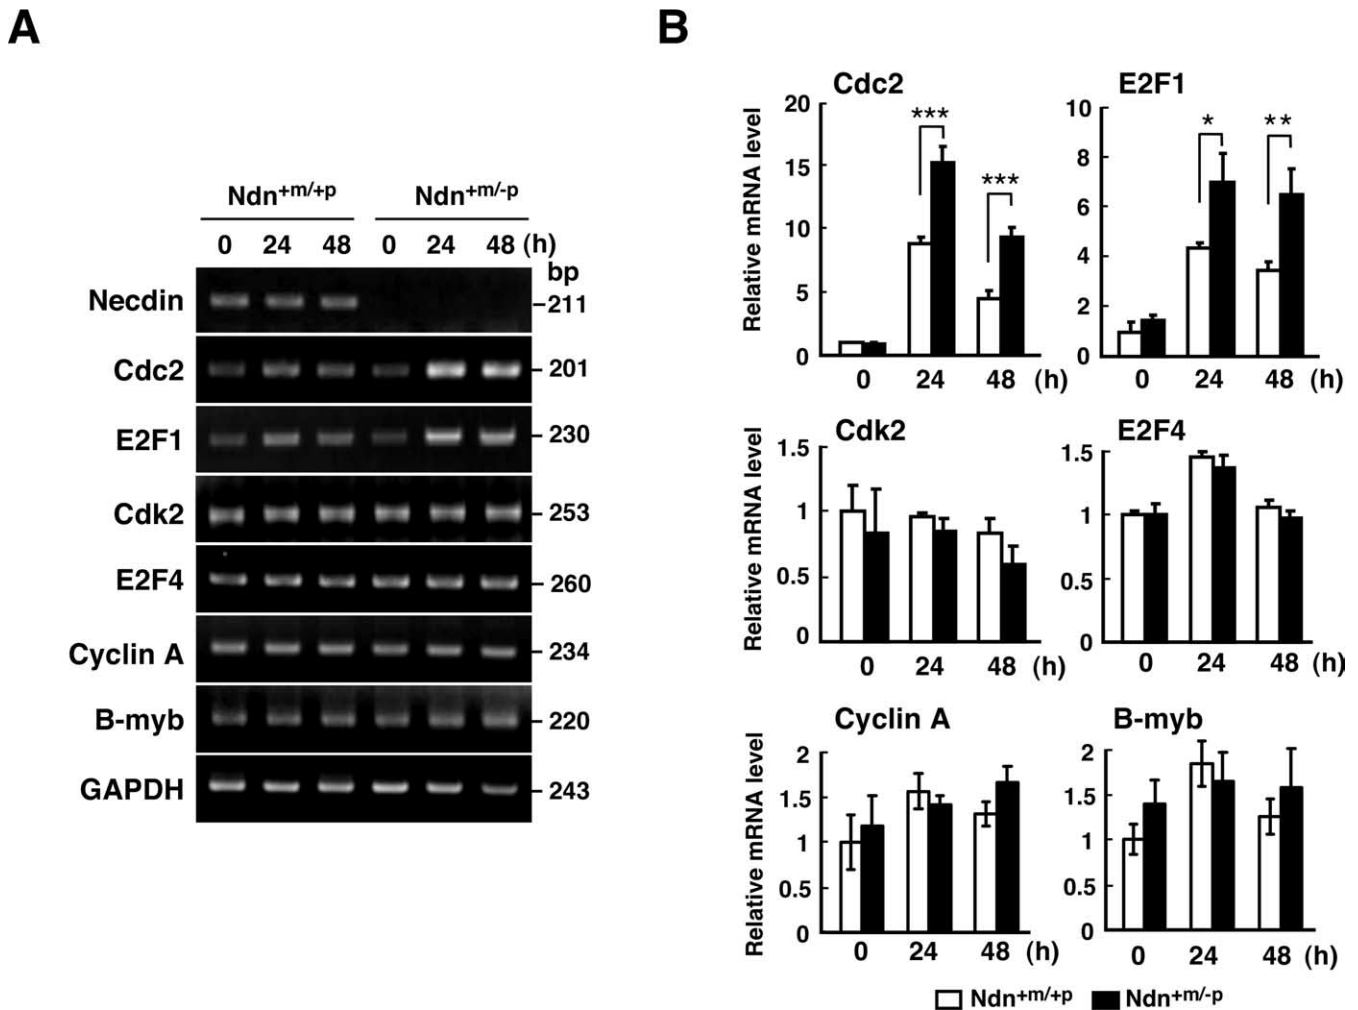 A
Ndn+m/+p Ndn+m/-p
0 24 48 0 24 48 (h)
bp
Necdin 211
Cdc2 201
E2F1 230
Cdk2 253
E2F4 260
Cyclin A 234
B-myb 220
GAPDH 243
B
Cdc2
Relative mRNA level
20
15
10
5
0
*** ***
0 24 48 (h)
E2F1
10
8
6
4
2
0
* **
0 24 48 (h)
Cdk2
Relative mRNA level
1.5
1
0.5
0
0 24 48 (h)
E2F4
1.5
1
0.5
0
0 24 48 (h)
Cyclin A
Relative mRNA level
2
1.5
1
0.5
0
0 24 48 (h)
B-myb
2
1.5
1
0.5
0
0 24 48 (h)
Ndn+m/+p Ndn+m/-p